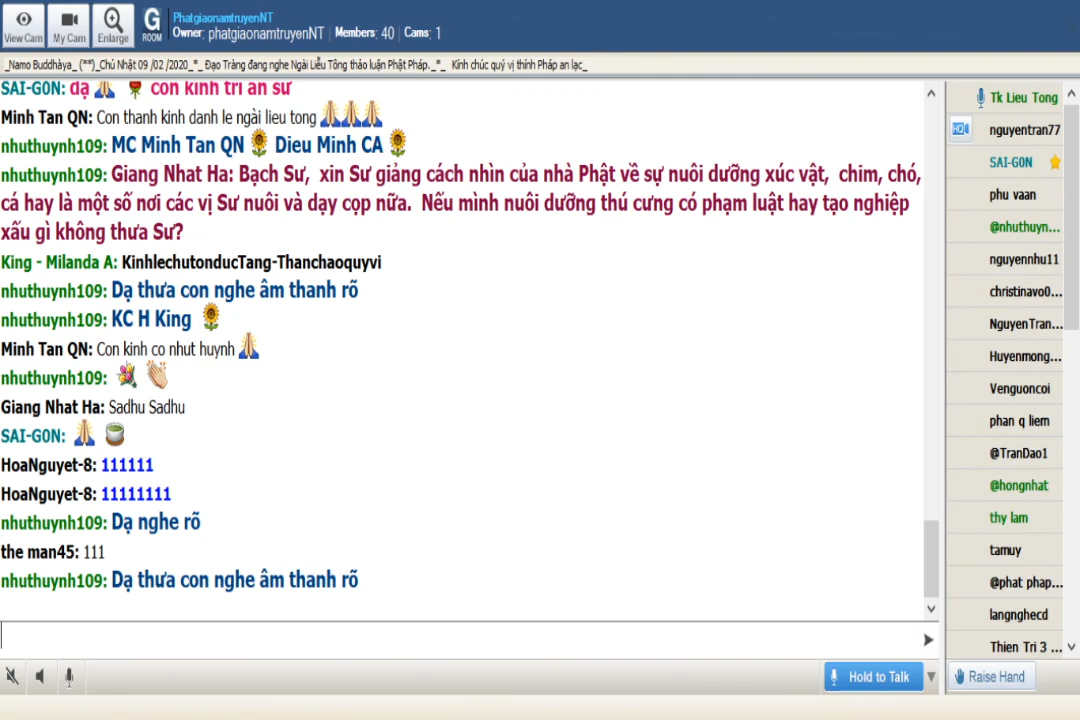 View Cam
My Cam
Enlarge
G
ROOM
PhatgiaonamtruyenNT
Owner: phatgiaonamtruyenNT | Members: 40 | Cams: 1
_Namo Buddhàya_ (**)_Chủ Nhật 09 /02 /2020_*_ Đạo Tràng đang nghe Ngài Liễu Tông thảo luận Phật Pháp._*_ Kính chúc quý vị thính Pháp an lạc_
SAI-G0N: dạ con kính tri ân sư
Minh Tan QN: Con thanh kinh danh le ngài lieu tong
nhuthuynh109: MC Minh Tan QN Dieu Minh CA
nhuthuynh109: Giang Nhat Ha: Bạch Sư, xin Sư giảng cách nhìn của nhà Phật về sự nuôi dưỡng xúc vật, chim, chó,
cá hay là một số nơi các vị Sư nuôi và dạy cọp nữa. Nếu mình nuôi dưỡng thú cưng có phạm luật hay tạo nghiệp
xấu gì không thưa Sư?
King - Milanda A: KinhlechutonducTang-Thanchaoquyvi
nhuthuynh109: Dạ thưa con nghe âm thanh rõ
nhuthuynh109: KC H King
Minh Tan QN: Con kinh co nhut huynh
nhuthuynh109:
Giang Nhat Ha: Sadhu Sadhu
SAI-G0N:
HoaNguyet-8: 111111
HoaNguyet-8: 11111111
nhuthuynh109: Dạ nghe rõ
the man45: 111
nhuthuynh109: Dạ thưa con nghe âm thanh rõ
Tk Lieu Tong
HD
nguyentran77
SAI-G0N
phu vaan
@nhuthuyn...
nguyennhu11
christinavo0...
NguyenTran...
Huyenmong...
Venguoncoi
phan q liem
@TranDao1
@hongnhat
thy lam
tamuy
@phat phap...
langnghecd
Thien Tri 3 ...
Hold to Talk
Raise Hand